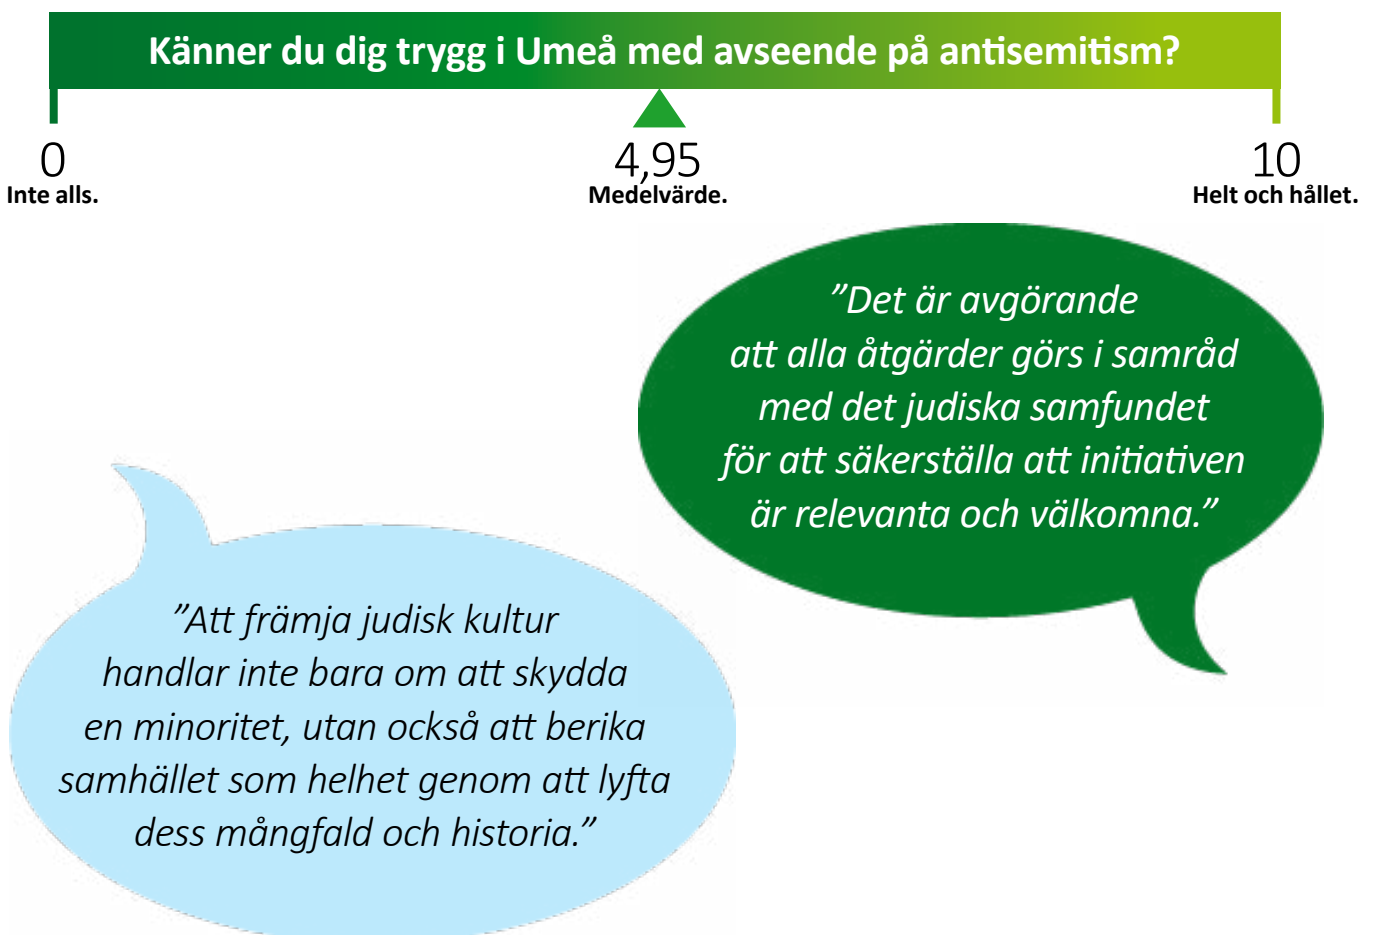 Känner du dig trygg i Umeå med avseende på antisemitism?
0
Inte alls.
4,95
Medelvärde.
10
Helt och hållet.
”Det är avgörande
att alla åtgärder görs i samråd
med det judiska samfundet
för att säkerställa att initiativen
är relevanta och välkomna.”
”Att främja judisk kultur
handlar inte bara om att skydda
en minoritet, utan också att berika
samhället som helhet genom att lyfta
dess mångfald och historia.”